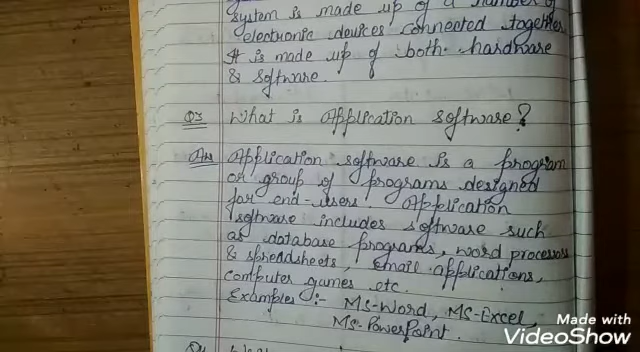 system is made up of a number of
electronic devices connected together
It is made up of both hardware
& software.
Q3 What is Application software?
Ans Application software is a program
or group of programs designed
for end-users. Application
software includes software such
as database programs, word processors
& spreadsheets, Email applications,
computer games etc.
Examples :- MS-Word, MS-Excel,
MS-PowerPoint.
Made with
VideoShow